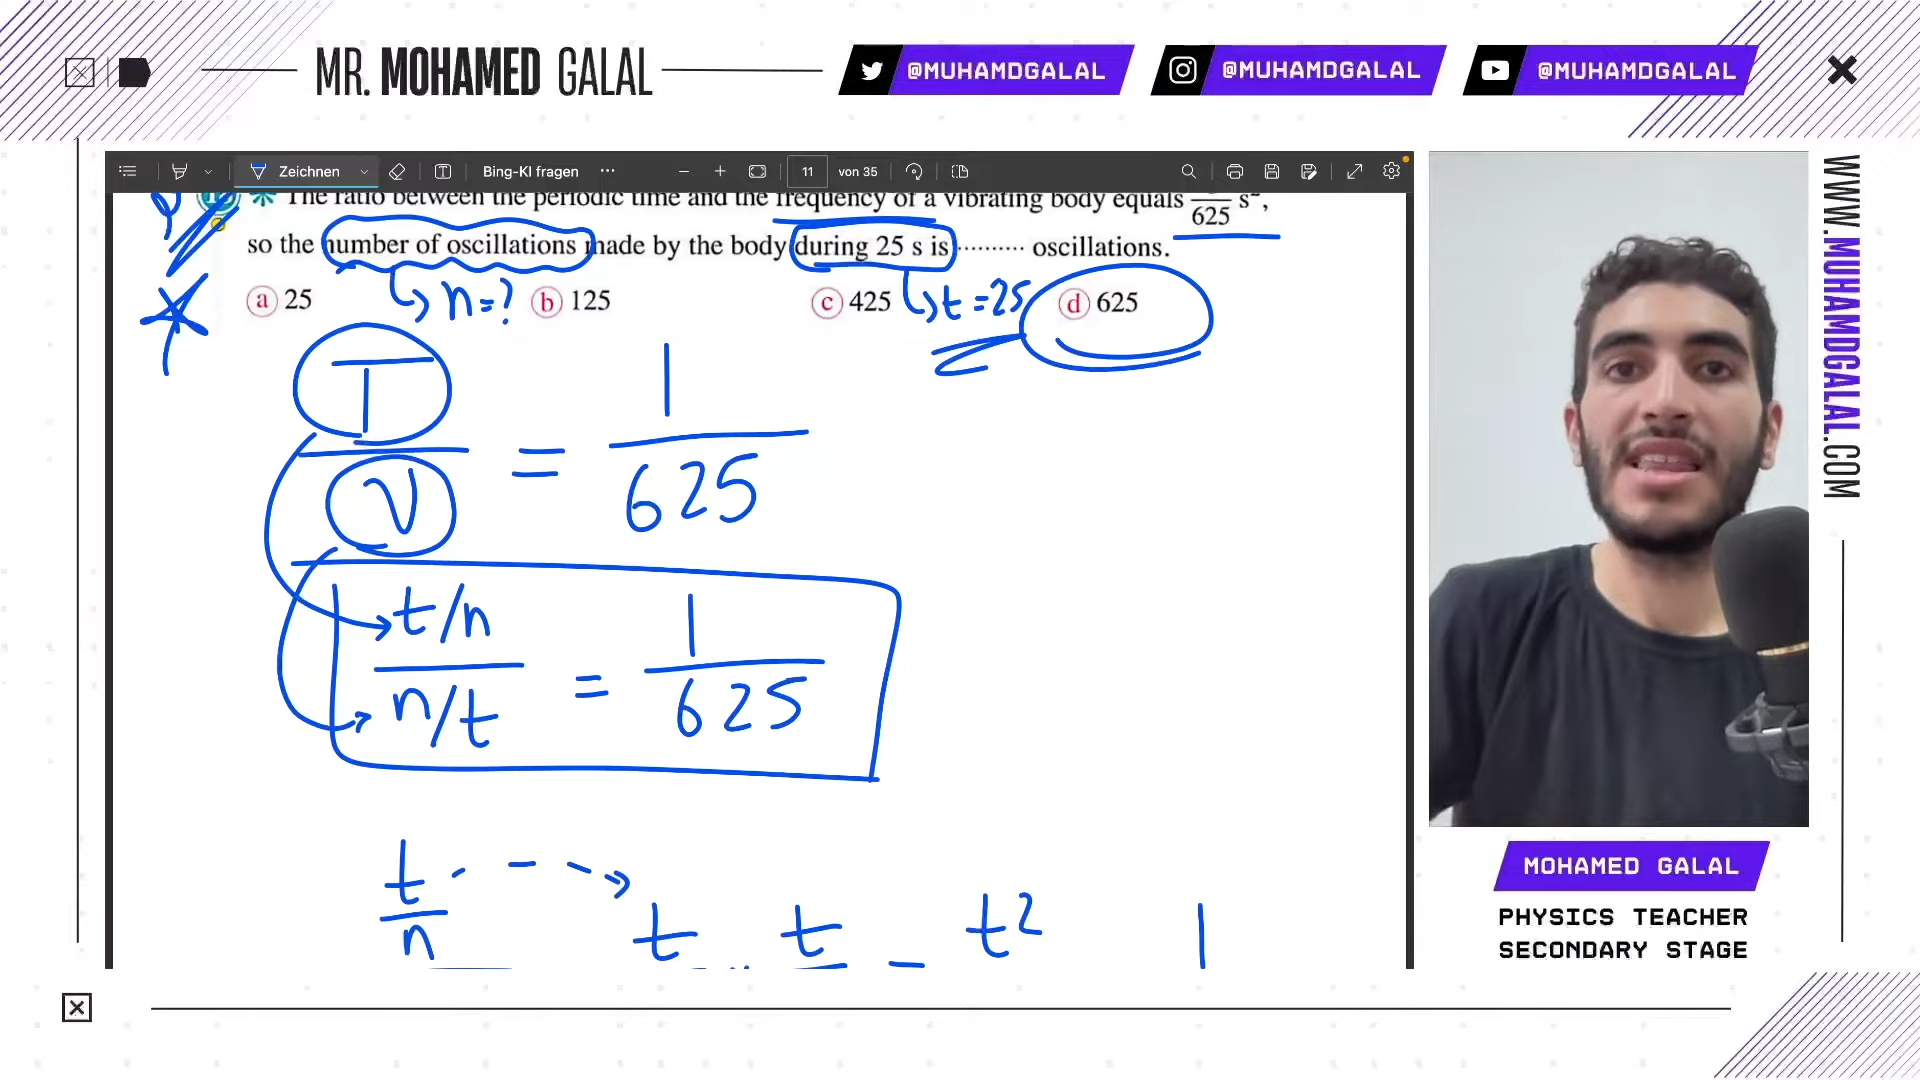 MR. MOHAMED GALAL
@MUHAMDGALAL
@MUHAMDGALAL
@MUHAMDGALAL
WWW.MUHAMDGALAL.COM
Zeichnen
Bing-KI fragen
11
von 35
The ratio between the periodic time and the frequency of a vibrating body equals — / 625 s²,
so the number of oscillations made by the body during 25 s is ·········· oscillations.
n=?
t=25
a 25
b 125
c 425
d 625
T / ν = 1 / 625
t/n / n/t = 1 / 625
t / n
t
t
t²
1
MOHAMED GALAL
PHYSICS TEACHER
SECONDARY STAGE